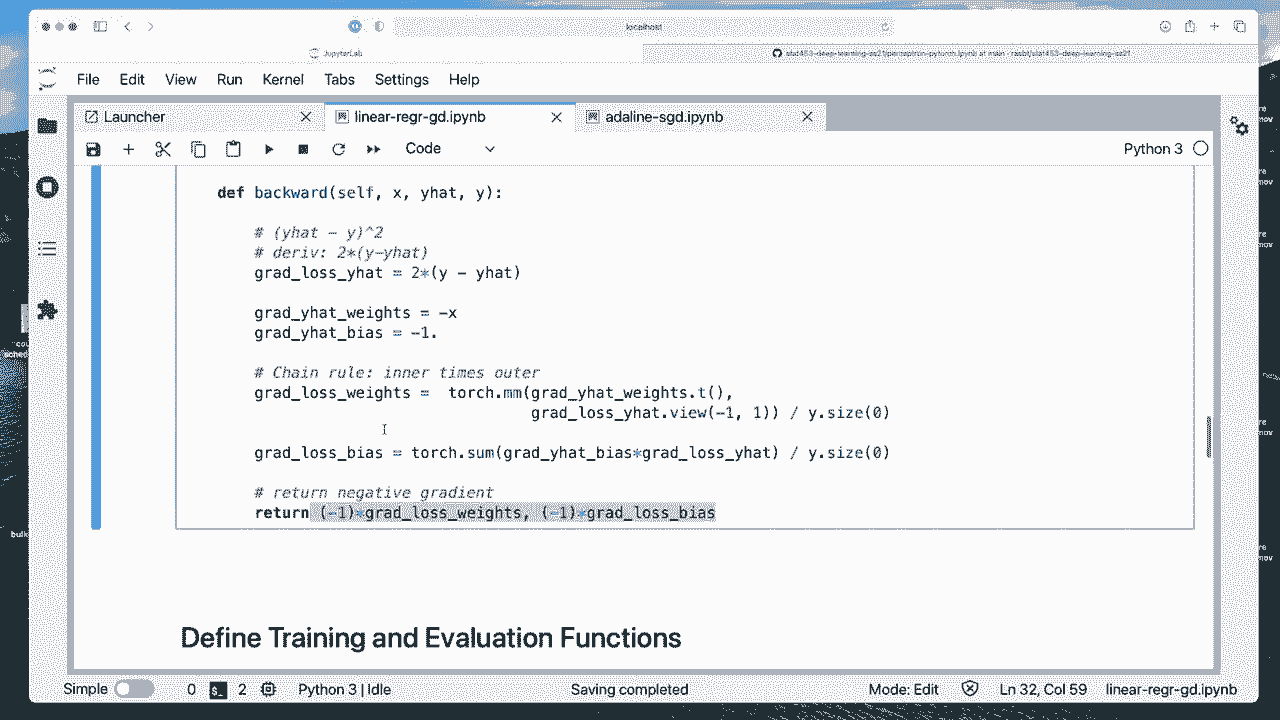 localhost
JupyterLab
stat453-deep-learning-ss21/perceptron-pytorch.ipynb at main · rasbt/stat453-deep-learning-ss21
File Edit View Run Kernel Tabs Settings Help
Launcher linear-regr-gd.ipynb adaline-sgd.ipynb
Code Python 3
def backward(self, x, yhat, y):
# (yhat - y)^2
# deriv: 2*(y-yhat)
grad_loss_yhat = 2*(y - yhat)
grad_yhat_weights = -x
grad_yhat_bias = -1.
# Chain rule: inner times outer
grad_loss_weights =  torch.mm(grad_yhat_weights.t(),
grad_loss_yhat.view(-1, 1)) / y.size(0)
grad_loss_bias = torch.sum(grad_yhat_bias*grad_loss_yhat) / y.size(0)
# return negative gradient
return (-1)*grad_loss_weights, (-1)*grad_loss_bias
Define Training and Evaluation Functions
Simple 0 2 Python 3 | Idle Saving completed Mode: Edit Ln 32, Col 59 linear-regr-gd.ipynb